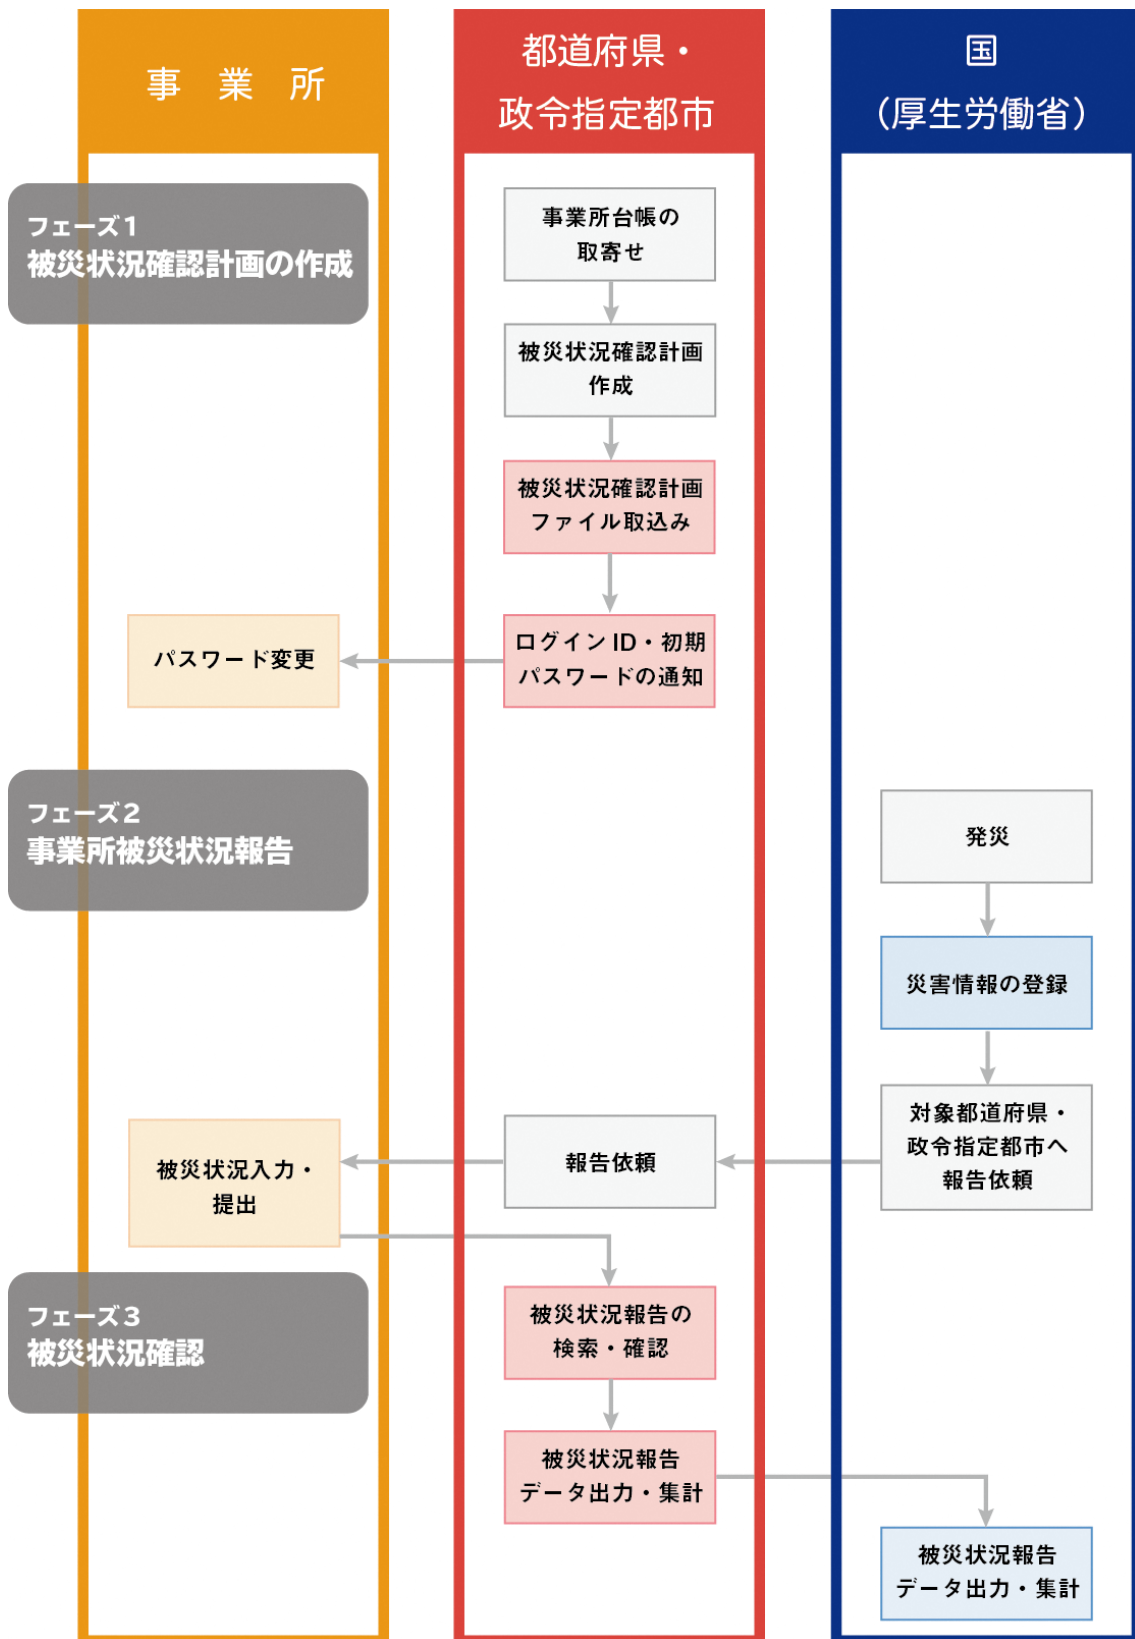 事 業 所
都道府県・
政令指定都市
国
（厚生労働省）
フェーズ１
被災状況確認計画の作成
事業所台帳の
取寄せ
被災状況確認計画
作成
被災状況確認計画
ファイル取込み
ログイン ID・初期
パスワードの通知
パスワード変更
フェーズ２
事業所被災状況報告
発災
災害情報の登録
対象都道府県・
政令指定都市へ
報告依頼
報告依頼
被災状況入力・
提出
フェーズ３
被災状況確認
被災状況報告の
検索・確認
被災状況報告
データ出力・集計
被災状況報告
データ出力・集計